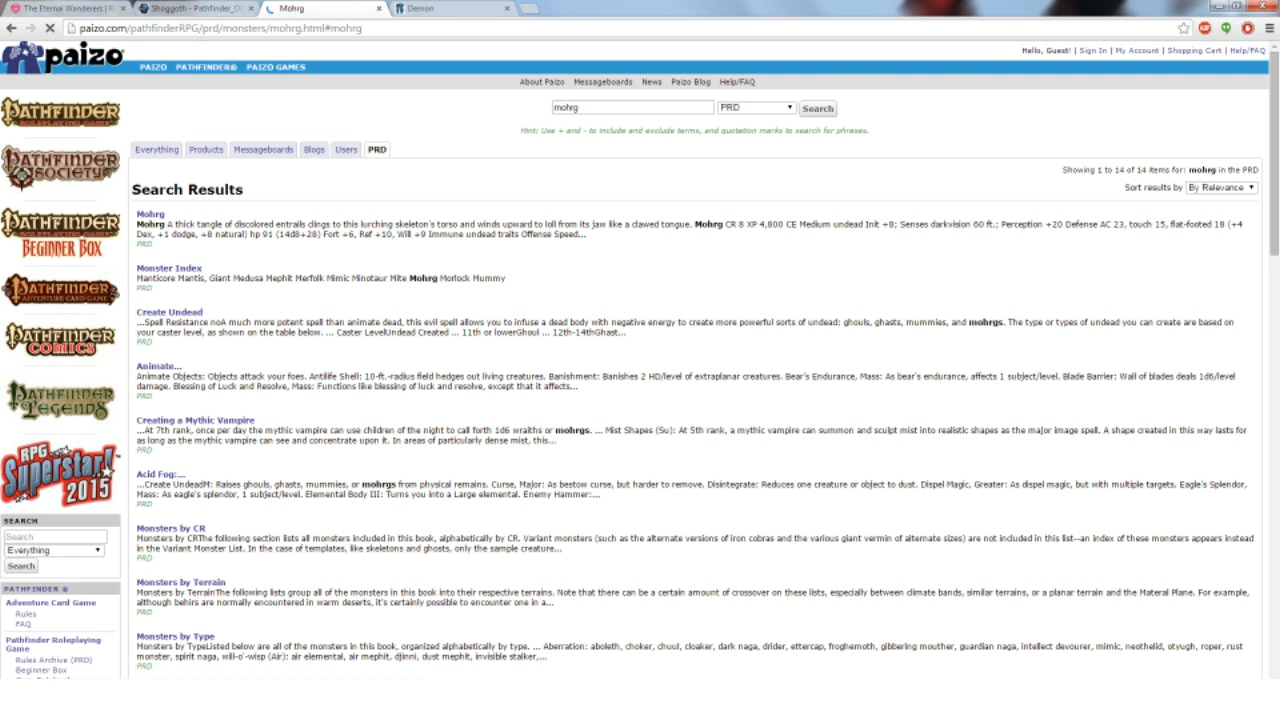 The Eternal Wanderers | R
Shoggoth - Pathfinder_O
Mohrg
Demon
paizo.com/pathfinderRPG/prd/monsters/mohrg.html#mohrg
paizo
Hello, Guest! | Sign In | My Account | Shopping Cart | Help/FAQ
PAIZO PATHFINDER® PAIZO GAMES
About Paizo Messageboards News Paizo Blog Help/FAQ
mohrg PRD Search
Hint: Use + and - to include and exclude terms, and quotation marks to search for phrases.
Everything Products Messageboards Blogs Users PRD
Showing 1 to 14 of 14 items for: mohrg in the PRD
Search Results
Sort results by By Relevance
Mohrg
Mohrg A thick tangle of discolored entrails clings to this lurching skeleton's torso and winds upward to loll from its jaw like a clawed tongue. Mohrg CR 8 XP 4,800 CE Medium undead Init +8; Senses darkvision 60 ft.; Perception +20 Defense AC 23, touch 15, flat-footed 18 (+4
Dex, +1 dodge, +8 natural) hp 91 (14d8+28) Fort +6, Ref +10, Will +9 Immune undead traits Offense Speed...
PRD
Monster Index
Manticore Mantis, Giant Medusa Mephit Merfolk Mimic Minotaur Mite Mohrg Morlock Mummy
PRD
Create Undead
...Spell Resistance noA much more potent spell than animate dead, this evil spell allows you to infuse a dead body with negative energy to create more powerful sorts of undead: ghouls, ghasts, mummies, and mohrgs. The type or types of undead you can create are based on
your caster level, as shown on the table below. ... Caster LevelUndead Created ... 11th or lowerGhoul ... 12th-14thGhast...
PRD
Animate...
Animate Objects: Objects attack your foes. Antilife Shell: 10-ft.-radius field hedges out living creatures. Banishment: Banishes 2 HD/level of extraplanar creatures. Bear's Endurance, Mass: As bear's endurance, affects 1 subject/level. Blade Barrier: Wall of blades deals 1d6/level
damage. Blessing of Luck and Resolve, Mass: Functions like blessing of luck and resolve, except that it affects...
PRD
Creating a Mythic Vampire
...At 7th rank, once per day the mythic vampire can use children of the night to call forth 1d6 wraiths or mohrgs. ... Mist Shapes (Su): At 5th rank, a mythic vampire can summon and sculpt mist into realistic shapes as the major image spell. A shape created in this way lasts for
as long as the mythic vampire can see and concentrate upon it. In areas of particularly dense mist, this...
PRD
Acid Fog:...
...Create UndeadM: Raises ghouls, ghasts, mummies, or mohrgs from physical remains. Curse, Major: As bestow curse, but harder to remove. Disintegrate: Reduces one creature or object to dust. Dispel Magic, Greater: As dispel magic, but with multiple targets. Eagle's Splendor,
Mass: As eagle's splendor, 1 subject/level. Elemental Body III: Turns you into a Large elemental. Enemy Hammer:...
PRD
Monsters by CR
Monsters by CRThe following section lists all monsters included in this book, alphabetically by CR. Variant monsters (such as the alternate versions of iron cobras and the various giant vermin of alternate sizes) are not included in this list--an index of these monsters appears instead
in the Variant Monster List. In the case of templates, like skeletons and ghosts, only the sample creature...
PRD
Monsters by Terrain
Monsters by TerrainThe following lists group all of the monsters in this book into their respective terrains. Note that there can be a certain amount of crossover on these lists, especially between climate bands, similar terrains, or a planar terrain and the Materal Plane. For example,
although behirs are normally encountered in warm deserts, it's certainly possible to encounter one in a...
PRD
Monsters by Type
Monsters by TypeListed below are all of the monsters in this book, organized alphabetically by type. ... Aberration: aboleth, choker, chuul, cloaker, dark naga, drider, ettercap, froghemoth, gibbering mouther, guardian naga, intellect devourer, mimic, neothelid, otyugh, roper, rust
monster, spirit naga, will-o'-wisp (Air): air elemental, air mephit, djinni, dust mephit, invisible stalker,...
PRD
PATHFINDER
ROLEPLAYING GAME
PATHFINDER
SOCIETY
PATHFINDER
ROLEPLAYING GAME
BEGINNER BOX
PATHFINDER
ADVENTURE CARD GAME
PATHFINDER
COMICS
PATHFINDER
LEGENDS
RPG
Superstar!™
2015
SEARCH
Search
Everything
Search
PATHFINDER ®
Adventure Card Game
Rules
FAQ
Pathfinder Roleplaying
Game
Rules Archive (PRD)
Beginner Box